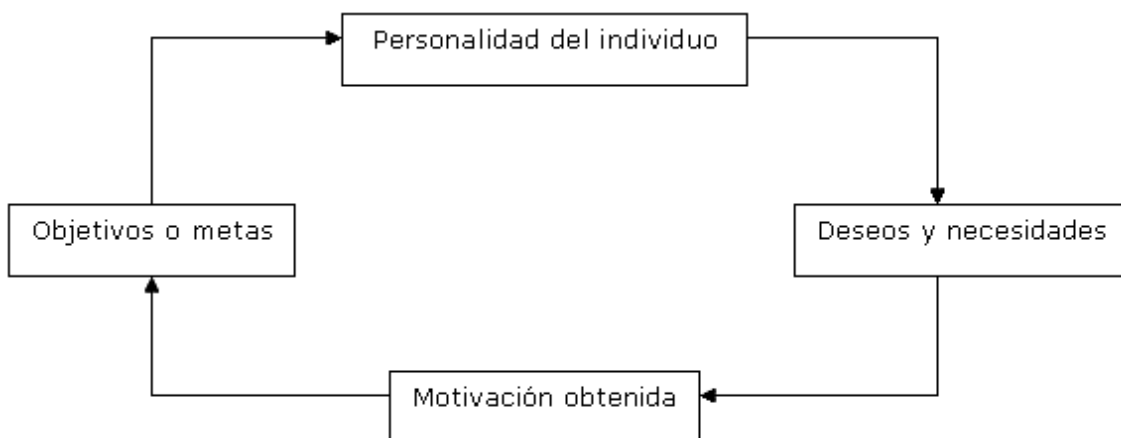 Personalidad del individuo
Objetivos o metas
Deseos y necesidades
Motivación obtenida